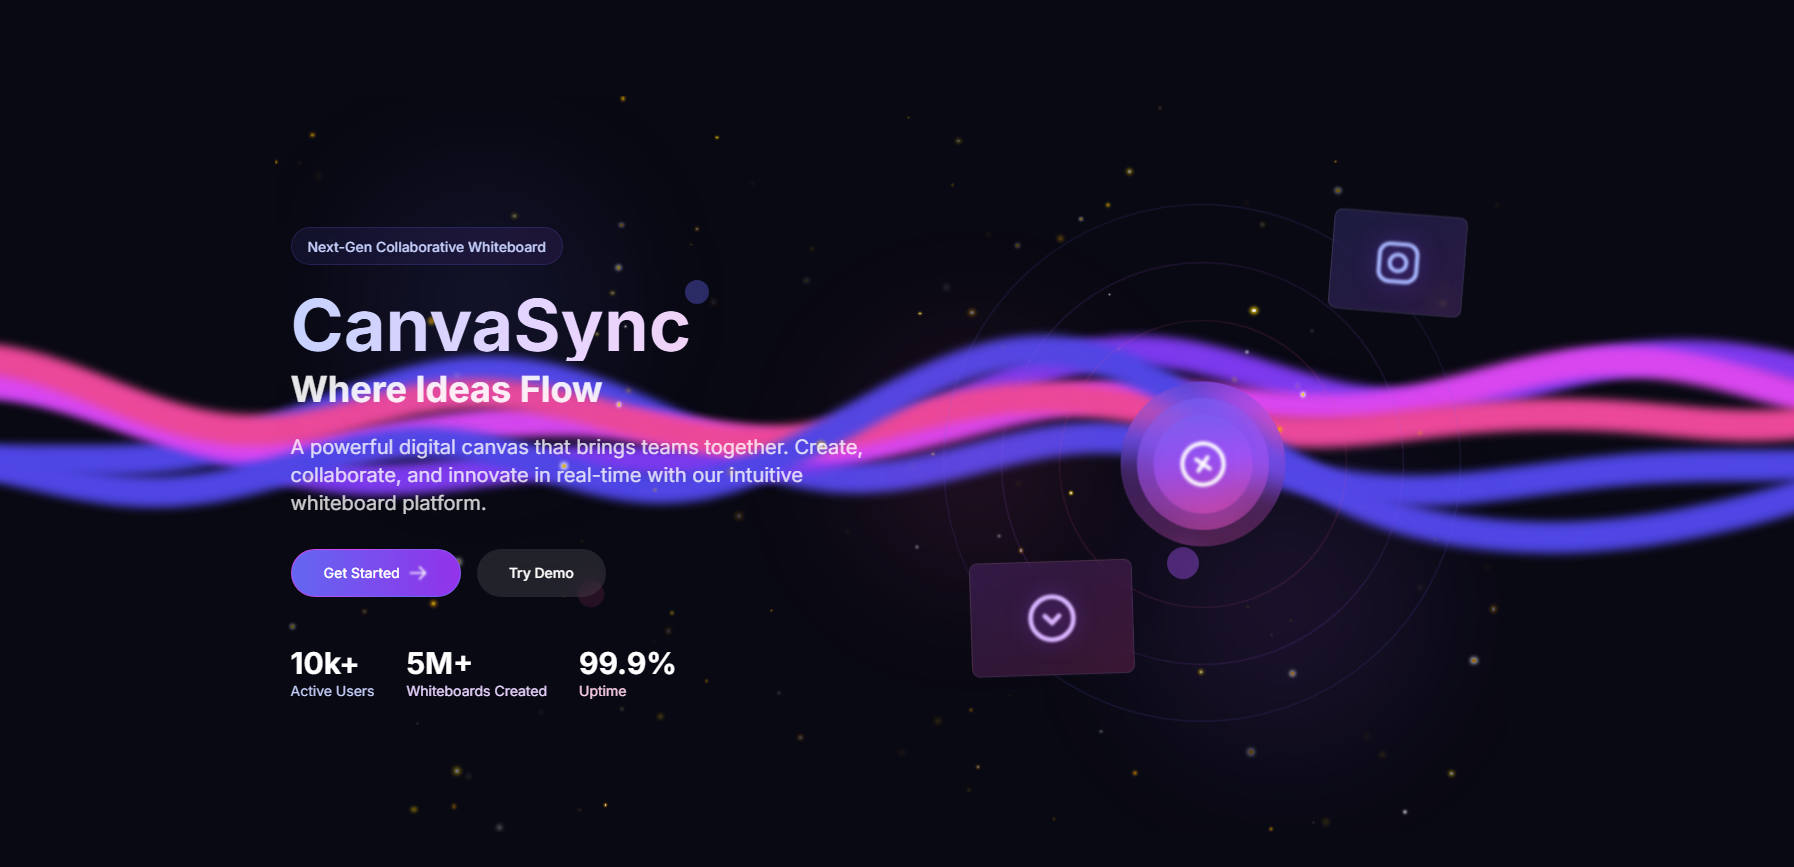 Next-Gen Collaborative Whiteboard
CanvaSync
Where Ideas Flow
A powerful digital canvas that brings teams together. Create,
collaborate, and innovate in real-time with our intuitive
whiteboard platform.
Get Started
Try Demo
10k+
5M+
99.9%
Active Users
Whiteboards Created
Uptime